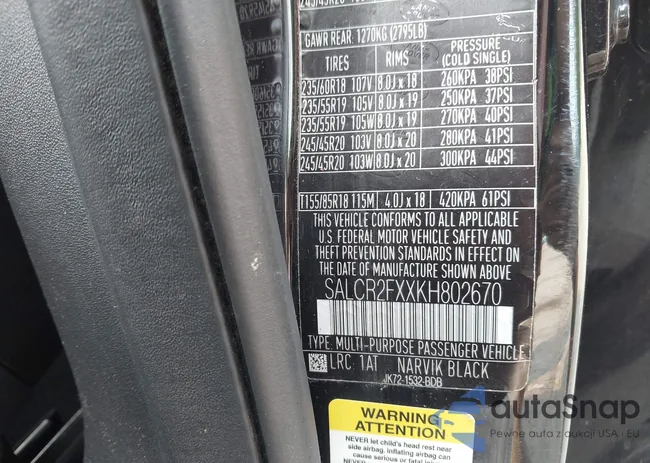 245/45R20
GAWR REAR. 1270KG (2795LB)
TIRES RIMS PRESSURE (COLD SINGLE)
235/60R18 107V 8.0J x 18 260KPA 38PSI
235/55R19 105V 8.0J x 19 250KPA 37PSI
235/55R19 105W 8.0J x 19 270KPA 40PSI
245/45R20 103V 8.0J x 20 280KPA 41PSI
245/45R20 103W 8.0J x 20 300KPA 44PSI
T155/85R18 115M 4.0J x 18 420KPA 61PSI
THIS VEHICLE CONFORMS TO ALL APPLICABLE
U.S. FEDERAL MOTOR VEHICLE SAFETY AND
THEFT PREVENTION STANDARDS IN EFFECT ON
THE DATE OF MANUFACTURE SHOWN ABOVE
SALCR2FXXKH802670
TYPE: MULTI-PURPOSE PASSENGER VEHICLE
LRC: 1AT NARVIK BLACK
JK72-1532-BDB
WARNING
ATTENTION
NEVER let child's head rest near
side airbag. Inflating airbag can
cause serious or fatal
autoSnap
Pewne auta z aukcji USA i EU